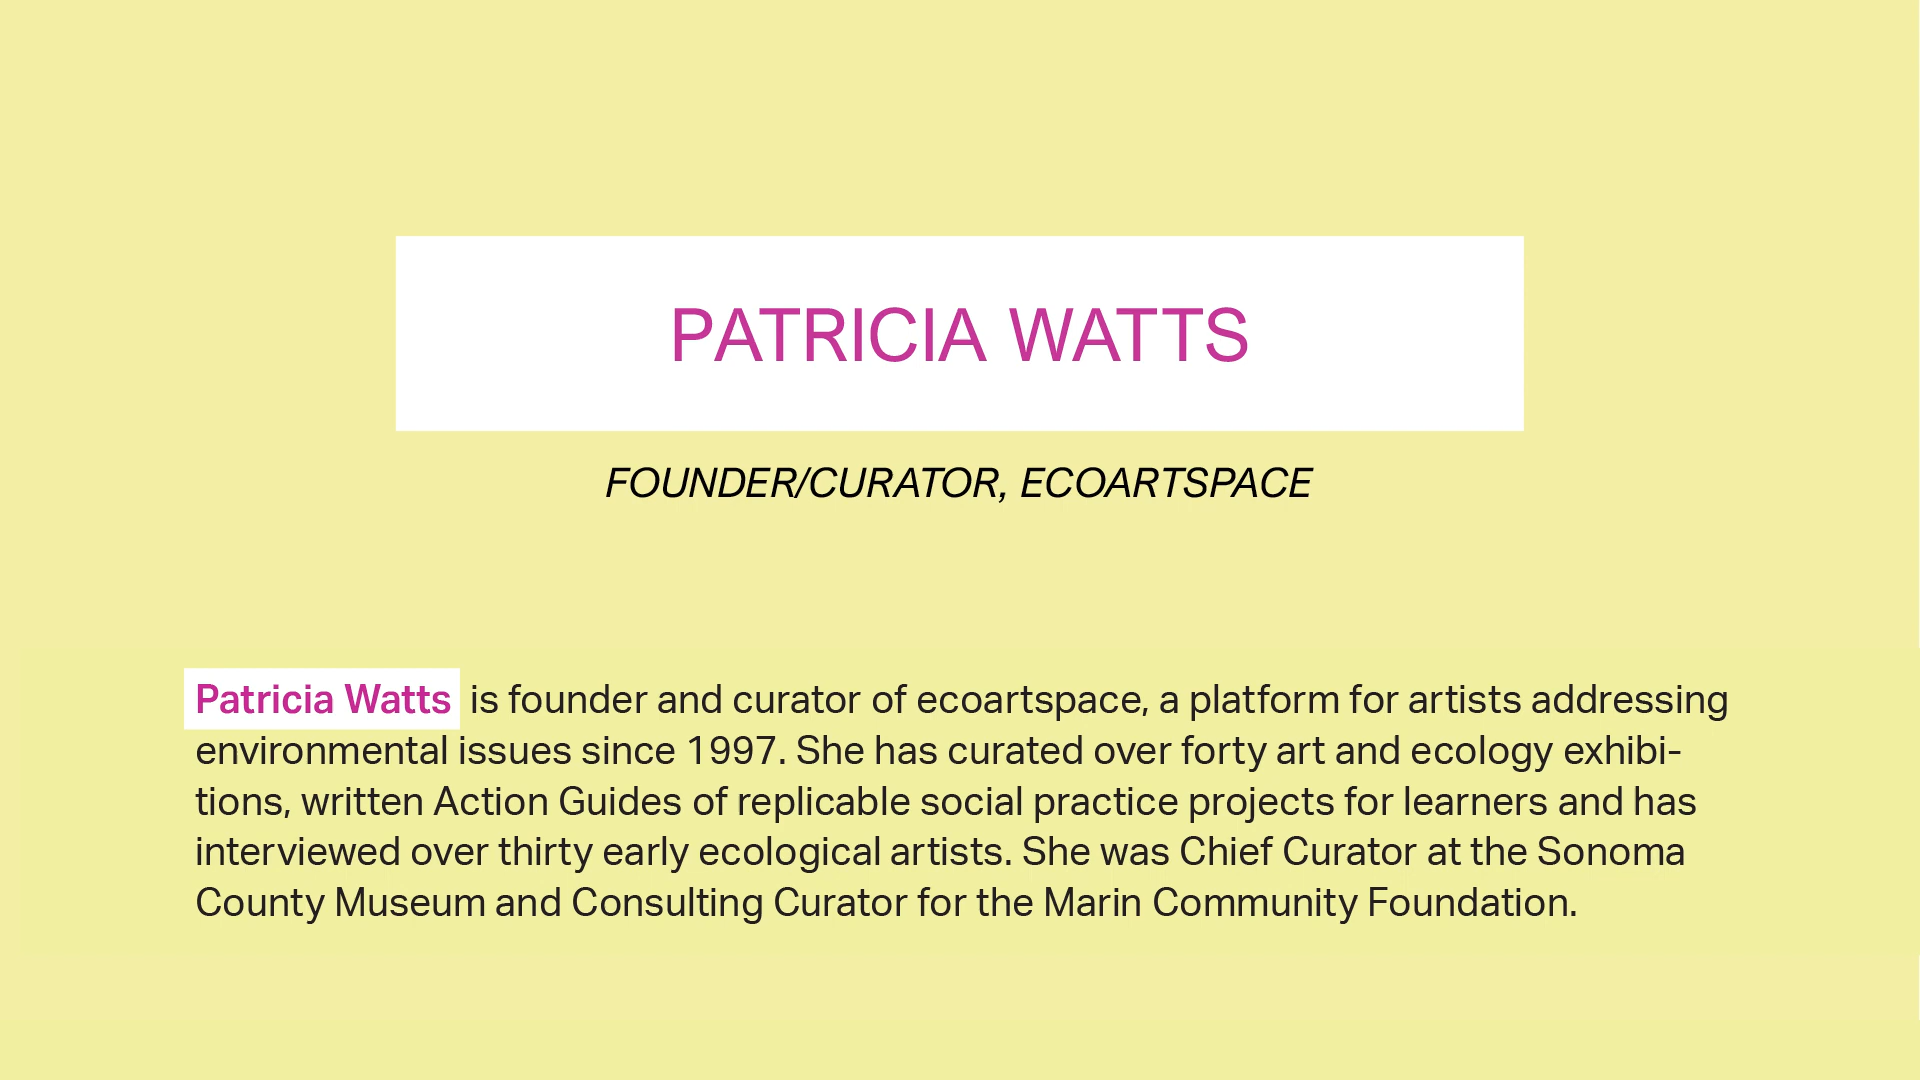 PATRICIA WATTS
FOUNDER/CURATOR, ECOARTSPACE
Patricia Watts is founder and curator of ecoartspace, a platform for artists addressing
environmental issues since 1997. She has curated over forty art and ecology exhibi-
tions, written Action Guides of replicable social practice projects for learners and has
interviewed over thirty early ecological artists. She was Chief Curator at the Sonoma
County Museum and Consulting Curator for the Marin Community Foundation.